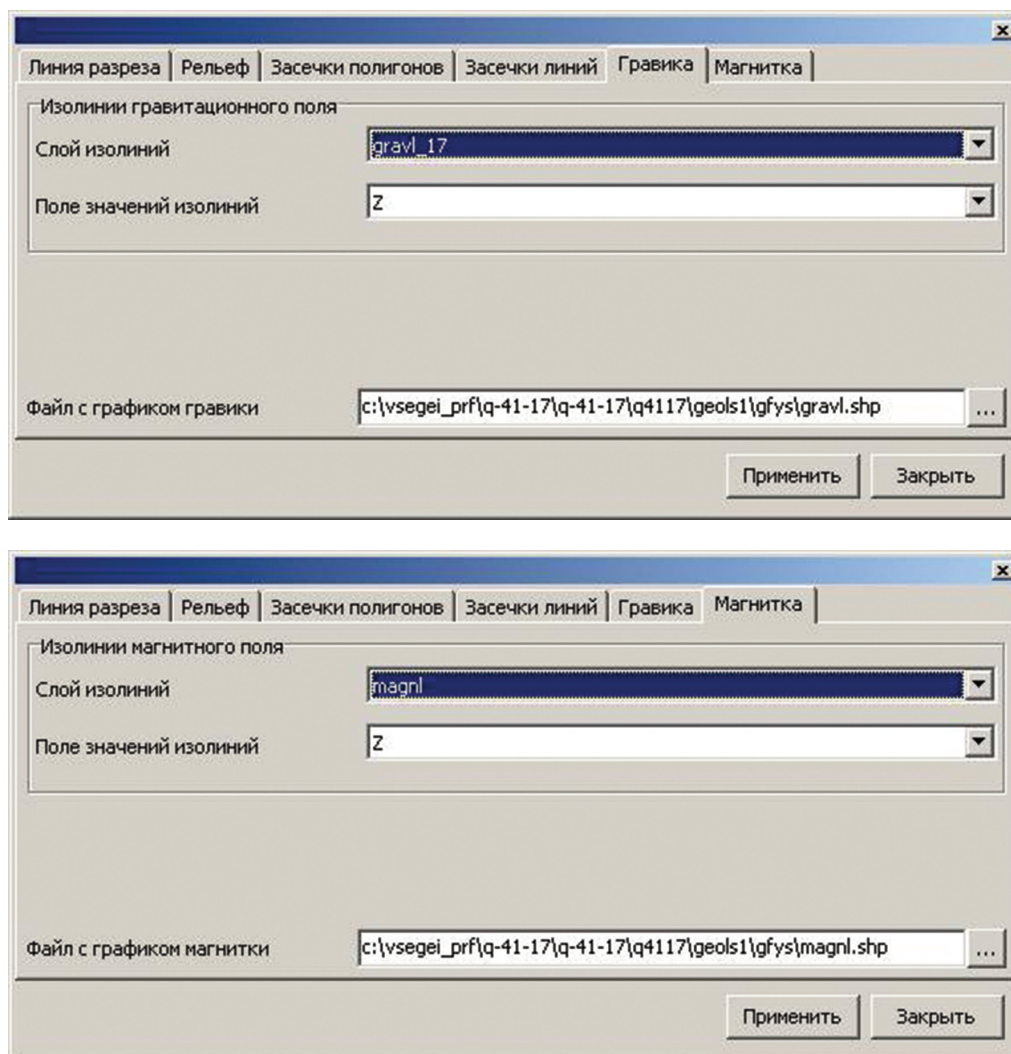 Линия разреза Рельеф Засечки полигонов Засечки линий Гравика Магнитка
Изолинии гравитационного поля
Слой изолиний gravl_17
Поле значений изолиний Z
Файл с графиком гравики c:\vsegei_prf\q-41-17\q-41-17\q4117\geols1\gfys\gravl.shp ...
Применить Закрыть
Линия разреза Рельеф Засечки полигонов Засечки линий Гравика Магнитка
Изолинии магнитного поля
Слой изолиний magnl
Поле значений изолиний Z
Файл с графиком магнитки c:\vsegei_prf\q-41-17\q-41-17\q4117\geols1\gfys\magnl.shp ...
Применить Закрыть